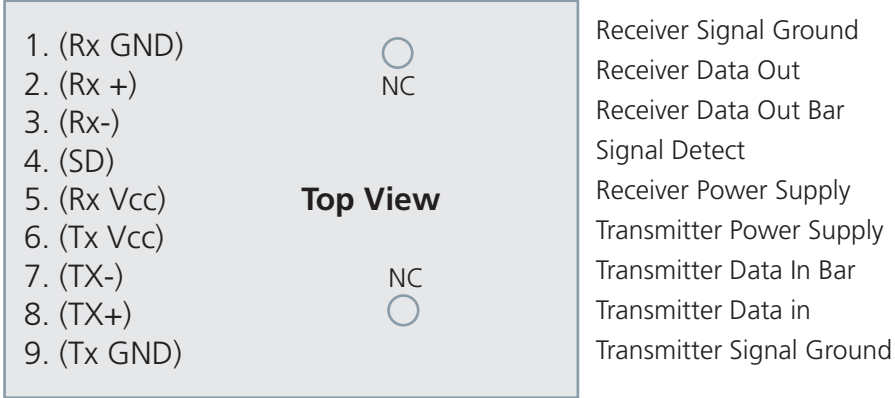 1. (Rx GND) Receiver Signal Ground
2. (Rx +) NC Receiver Data Out
3. (Rx-) Receiver Data Out Bar
4. (SD) Signal Detect
5. (Rx Vcc) Top View Receiver Power Supply
6. (Tx Vcc) Transmitter Power Supply
7. (TX-) NC Transmitter Data In Bar
8. (TX+) Transmitter Data in
9. (Tx GND) Transmitter Signal Ground